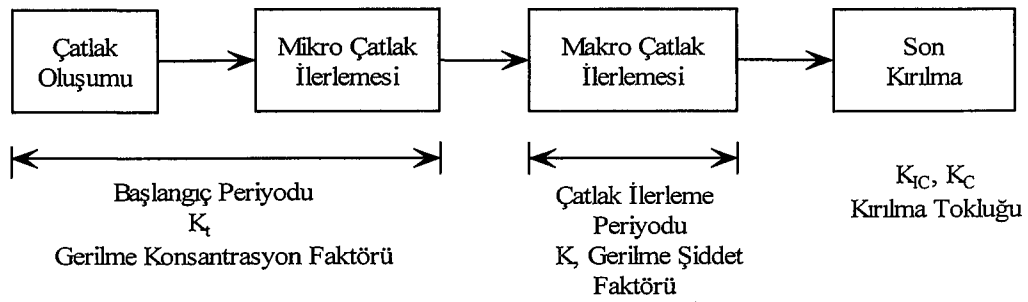 Çatlak
Oluşumu
Mikro Çatlak
İlerlemesi
Makro Çatlak
İlerlemesi
Son
Kırılma
Başlangıç Periyodu
Kt
Gerilme Konsantrasyon Faktörü
Çatlak İlerleme
Periyodu
K, Gerilme Şiddet
Faktörü
KIC, KC
Kırılma Tokluğu